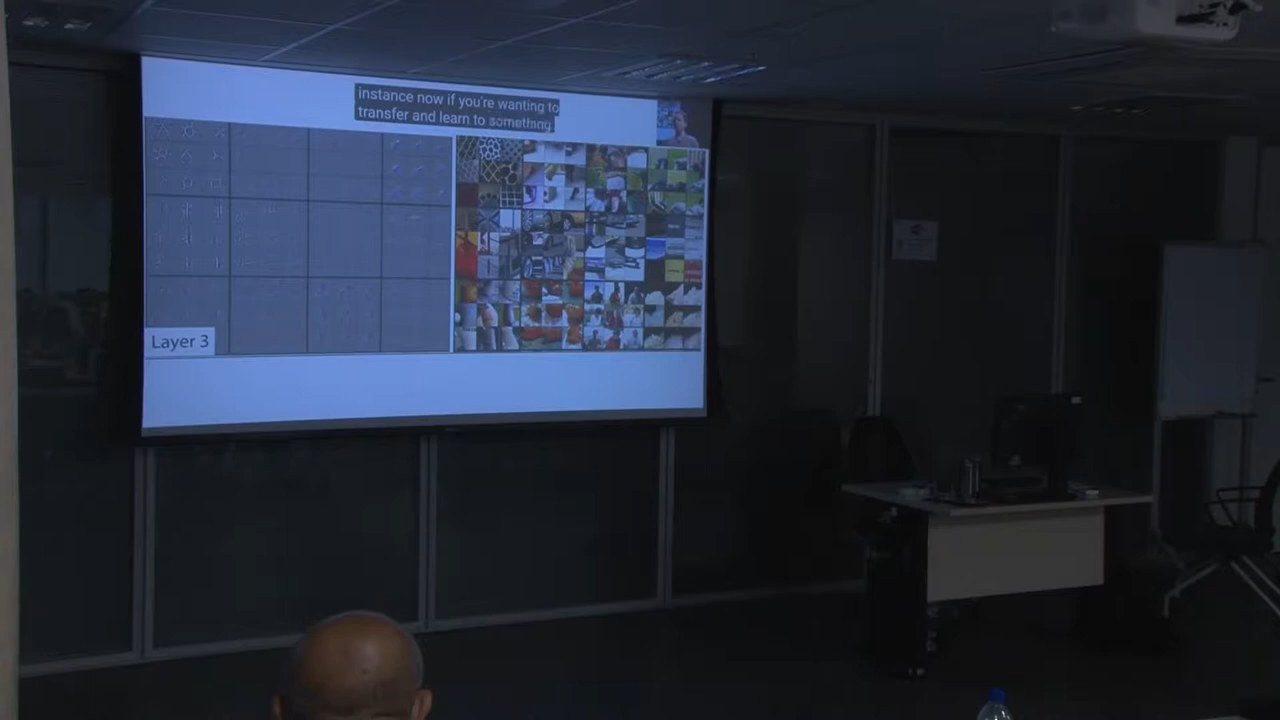 instance now if you're wanting to
transfer and learn to something
Layer 3